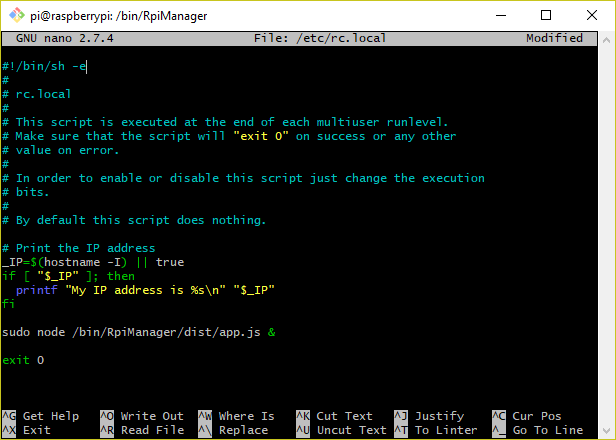 pi@raspberrypi: /bin/RpiManager
GNU nano 2.7.4 File: /etc/rc.local Modified
#!/bin/sh -e
#
# rc.local
#
# This script is executed at the end of each multiuser runlevel.
# Make sure that the script will "exit 0" on success or any other
# value on error.
#
# In order to enable or disable this script just change the execution
# bits.
#
# By default this script does nothing.

# Print the IP address
_IP=$(hostname -I) || true
if [ "$_IP" ]; then
  printf "My IP address is %s\n" "$_IP"
fi

sudo node /bin/RpiManager/dist/app.js &

exit 0

^G Get Help ^O Write Out ^W Where Is ^K Cut Text ^J Justify ^C Cur Pos
^X Exit ^R Read File ^\ Replace ^U Uncut Text ^T To Linter ^_ Go To Line